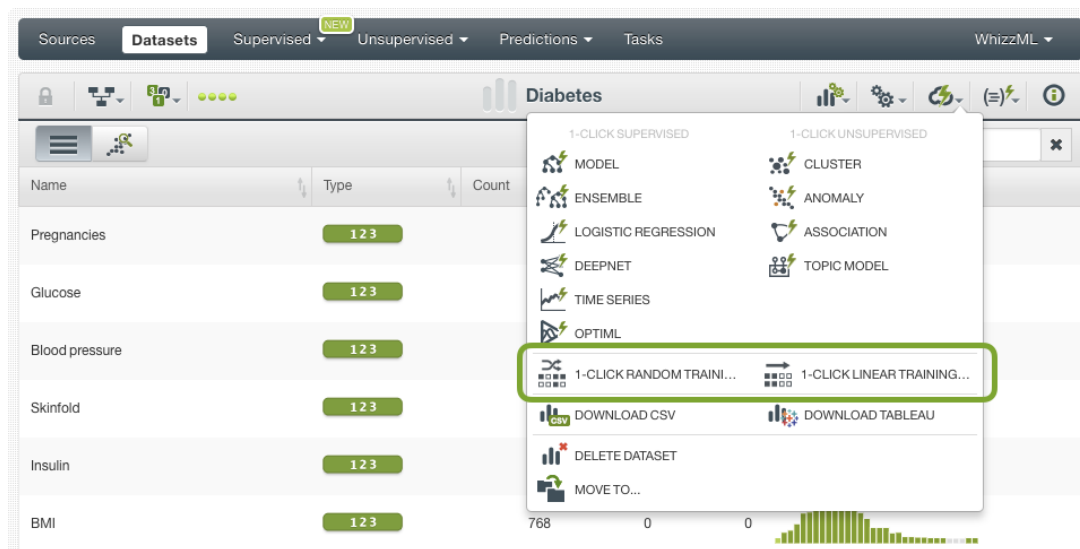 NEW
Sources Datasets Supervised Unsupervised Predictions Tasks WhizzML
Diabetes
Name Type Count
1-CLICK SUPERVISED 1-CLICK UNSUPERVISED
MODEL CLUSTER
ENSEMBLE ANOMALY
LOGISTIC REGRESSION ASSOCIATION
DEEPNET TOPIC MODEL
TIME SERIES
OPTIML
1-CLICK RANDOM TRAINI... 1-CLICK LINEAR TRAINING...
CSV DOWNLOAD CSV DOWNLOAD TABLEAU
DELETE DATASET
MOVE TO...
Pregnancies 123
Glucose 123
Blood pressure 123
Skinfold 123
Insulin 123
BMI 123 768 0 0